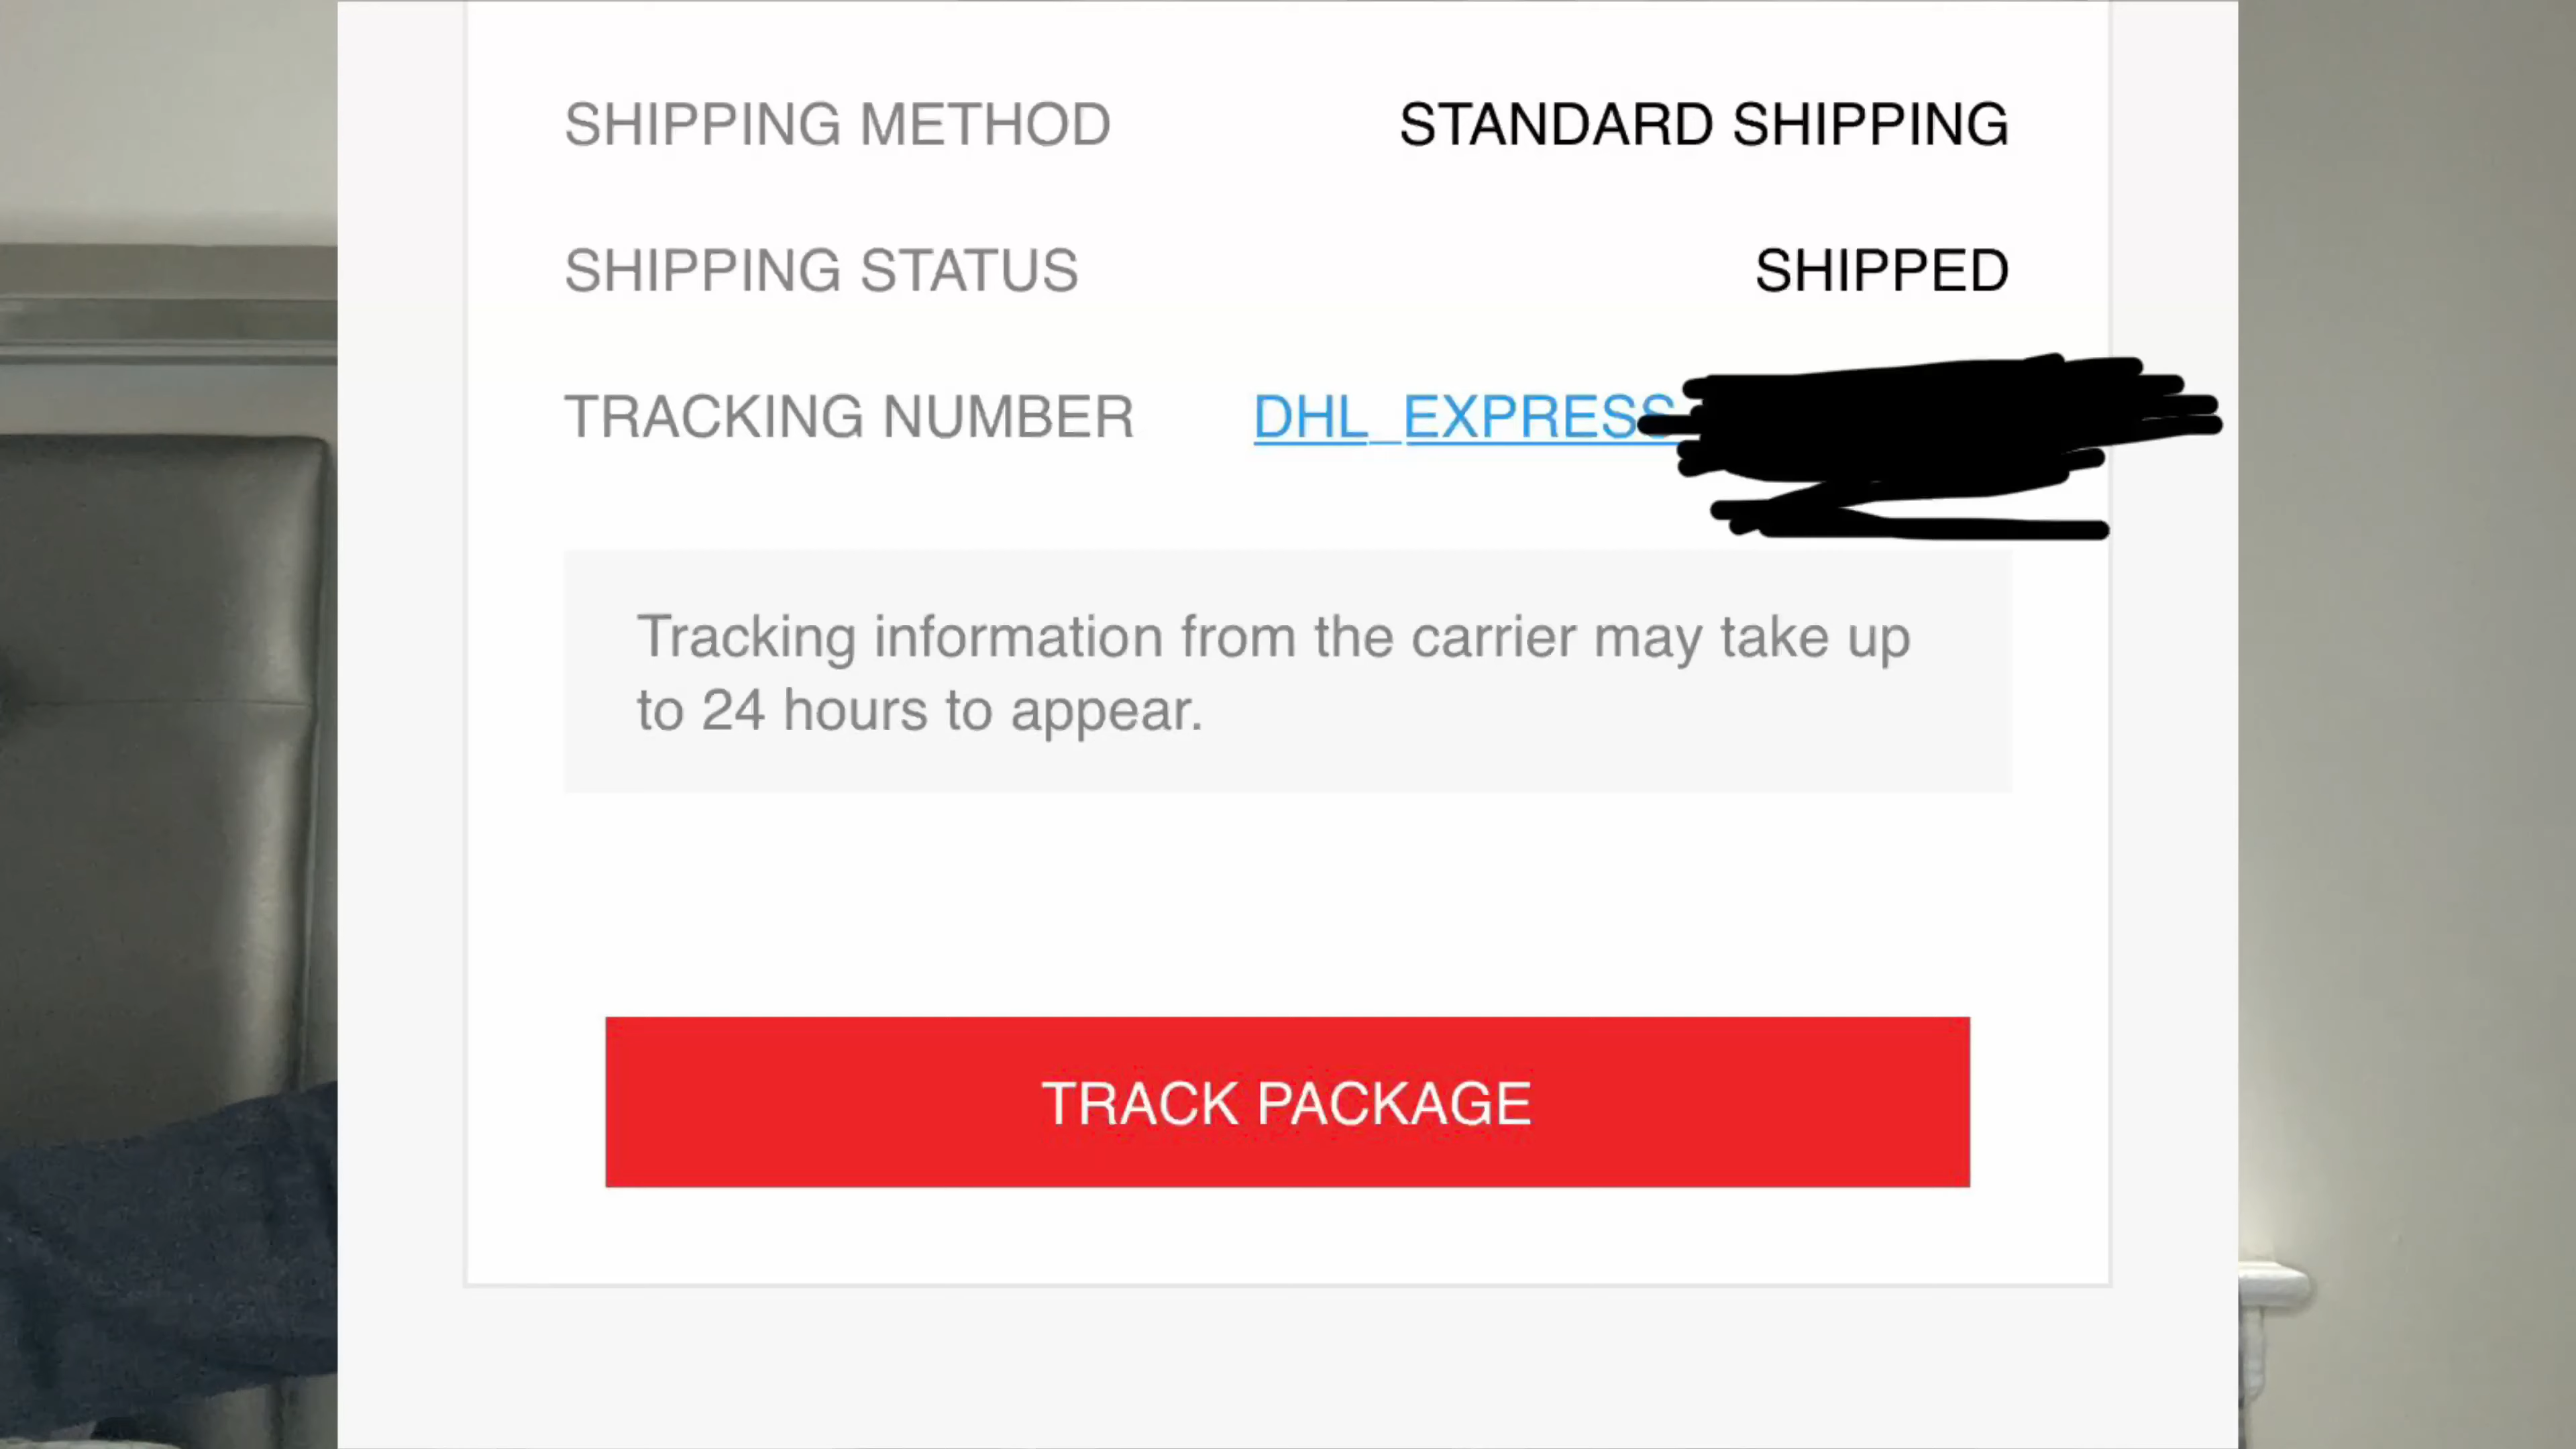 SHIPPING METHOD STANDARD SHIPPING
SHIPPING STATUS SHIPPED
TRACKING NUMBER DHL_EXPRESS
Tracking information from the carrier may take up
to 24 hours to appear.
TRACK PACKAGE